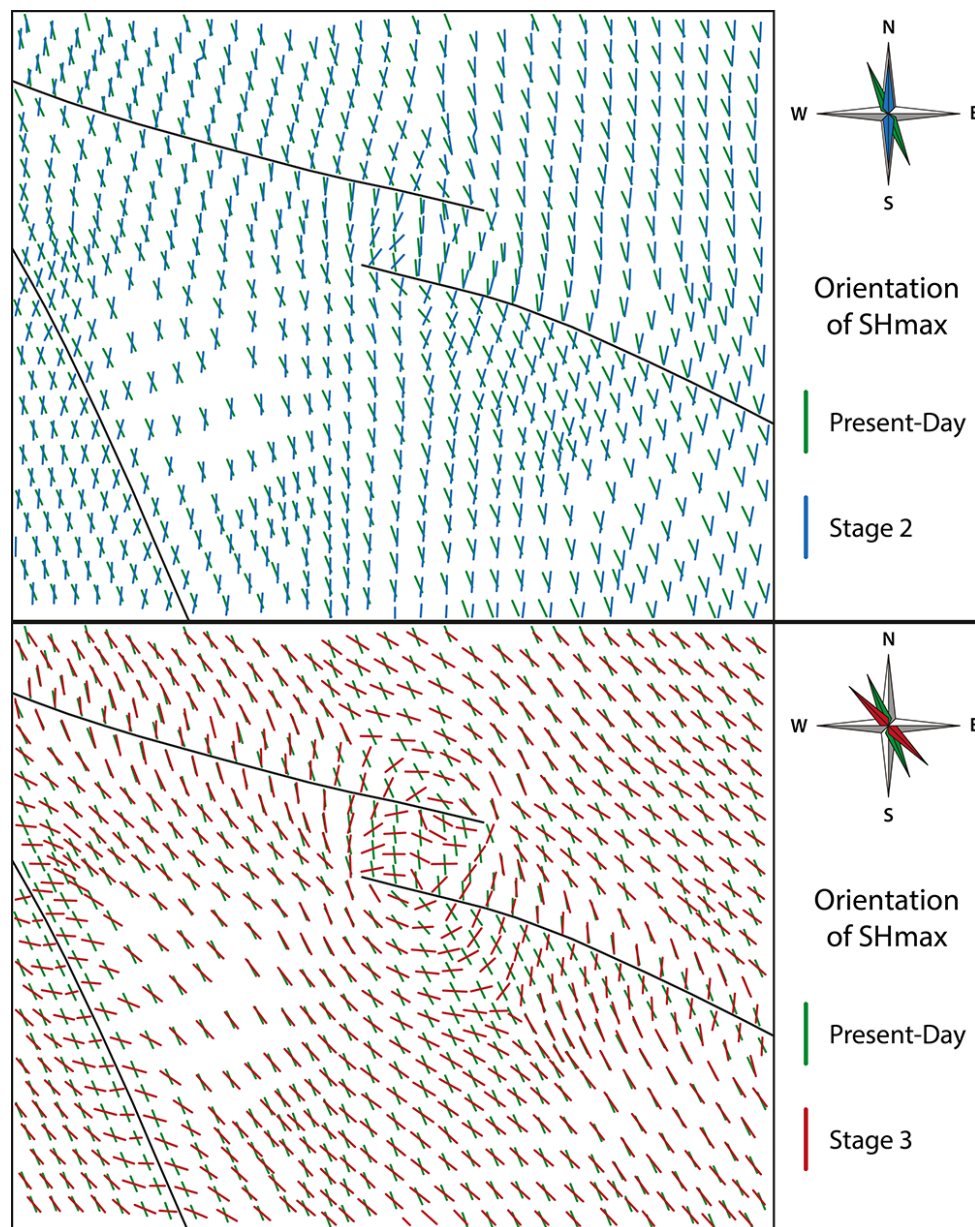 N
W
E
S
Orientation
of SHmax
Present-Day
Stage 2
N
W
E
S
Orientation
of SHmax
Present-Day
Stage 3